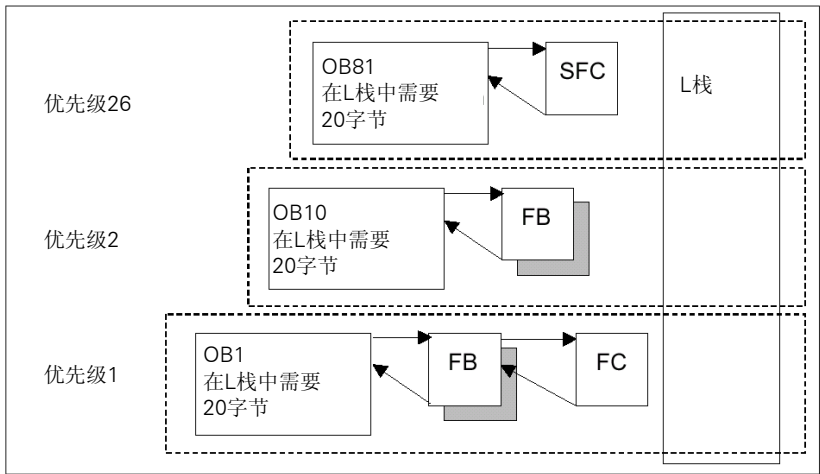 优先级26
OB81
在L栈中需要
20字节
SFC
L栈
优先级2
OB10
在L栈中需要
20字节
FB
优先级1
OB1
在L栈中需要
20字节
FB
FC